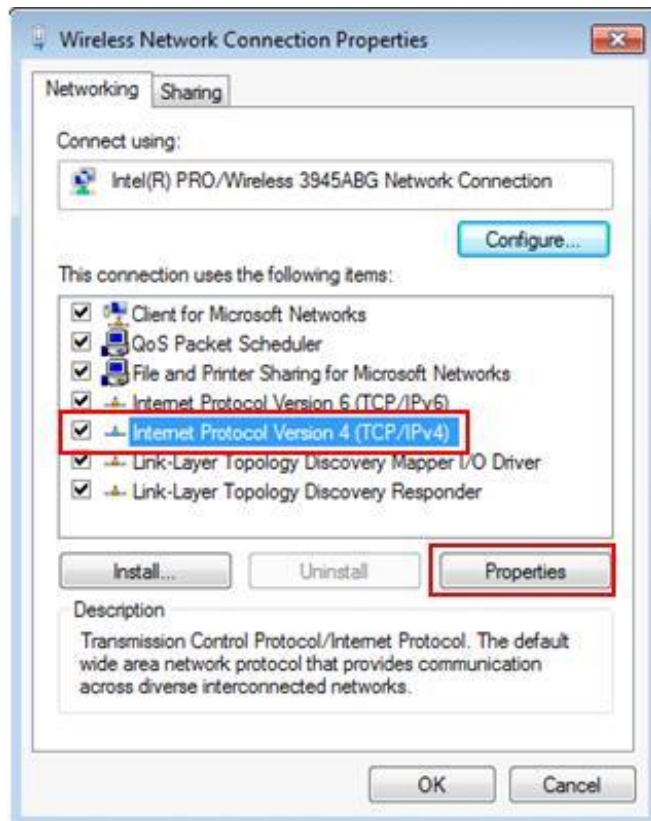 Wireless Network Connection Properties
Networking
Sharing
Connect using:
Intel(R) PRO/Wireless 3945ABG Network Connection
Configure...
This connection uses the following items:
Client for Microsoft Networks
QoS Packet Scheduler
File and Printer Sharing for Microsoft Networks
Internet Protocol Version 6 (TCP/IPv6)
Internet Protocol Version 4 (TCP/IPv4)
Link-Layer Topology Discovery Mapper I/O Driver
Link-Layer Topology Discovery Responder
Install...
Uninstall
Properties
Description
Transmission Control Protocol/Internet Protocol. The default
wide area network protocol that provides communication
across diverse interconnected networks.
OK
Cancel